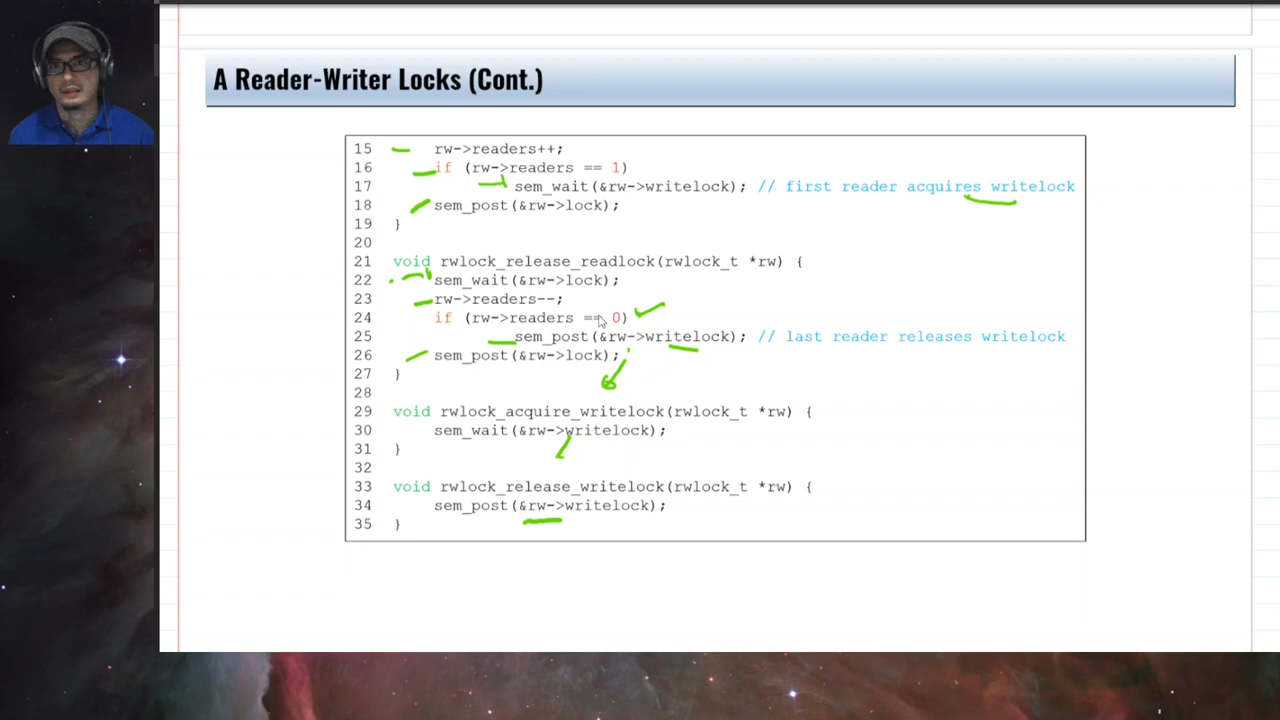 A Reader-Writer Locks (Cont.)
15 rw->readers++;
16 if (rw->readers == 1)
17 sem_wait(&rw->writelock); // first reader acquires writelock
18 sem_post(&rw->lock);
19 }
20
21 void rwlock_release_readlock(rwlock_t *rw) {
22 sem_wait(&rw->lock);
23 rw->readers--;
24 if (rw->readers == 0)
25 sem_post(&rw->writelock); // last reader releases writelock
26 sem_post(&rw->lock);
27 }
28
29 void rwlock_acquire_writelock(rwlock_t *rw) {
30 sem_wait(&rw->writelock);
31 }
32
33 void rwlock_release_writelock(rwlock_t *rw) {
34 sem_post(&rw->writelock);
35 }